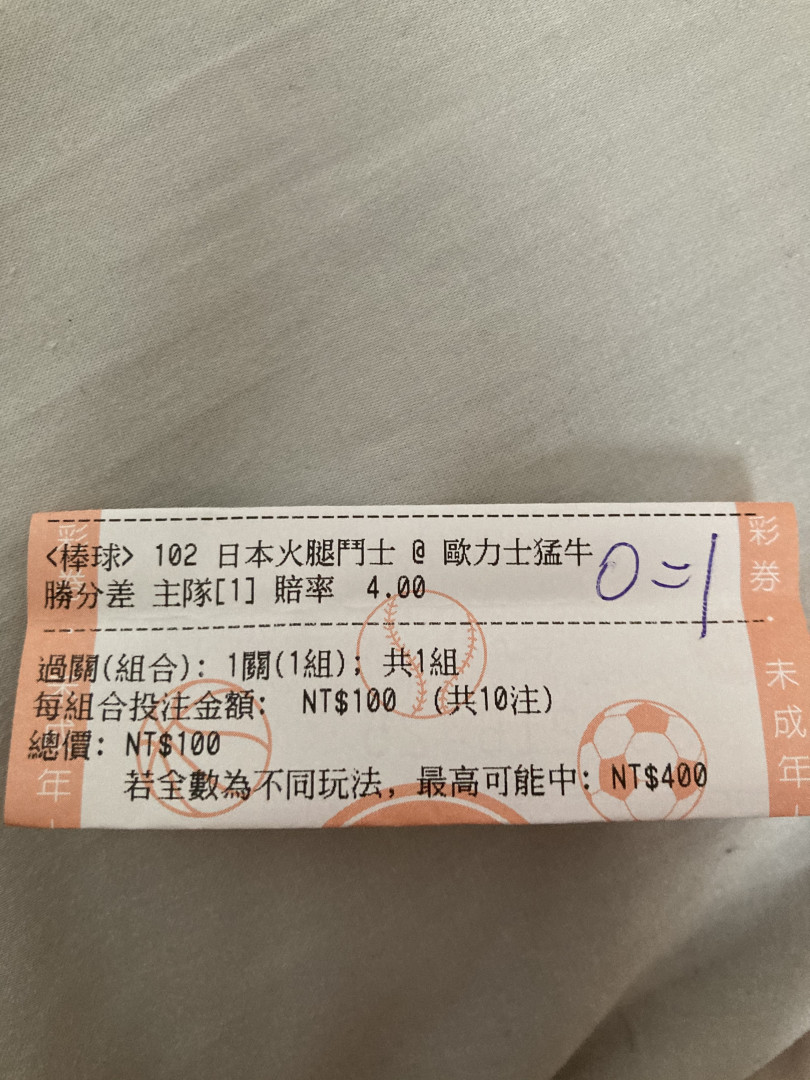 <棒球> 102 日本火腿鬥士 @ 歐力士猛牛
勝分差 主隊[1] 賠率 4.00
0=1
過關(組合): 1關(1組); 共1組
每組合投注金額: NT$100 (共10注)
總價: NT$100
若全數為不同玩法, 最高可能中: NT$400
彩券·未成年